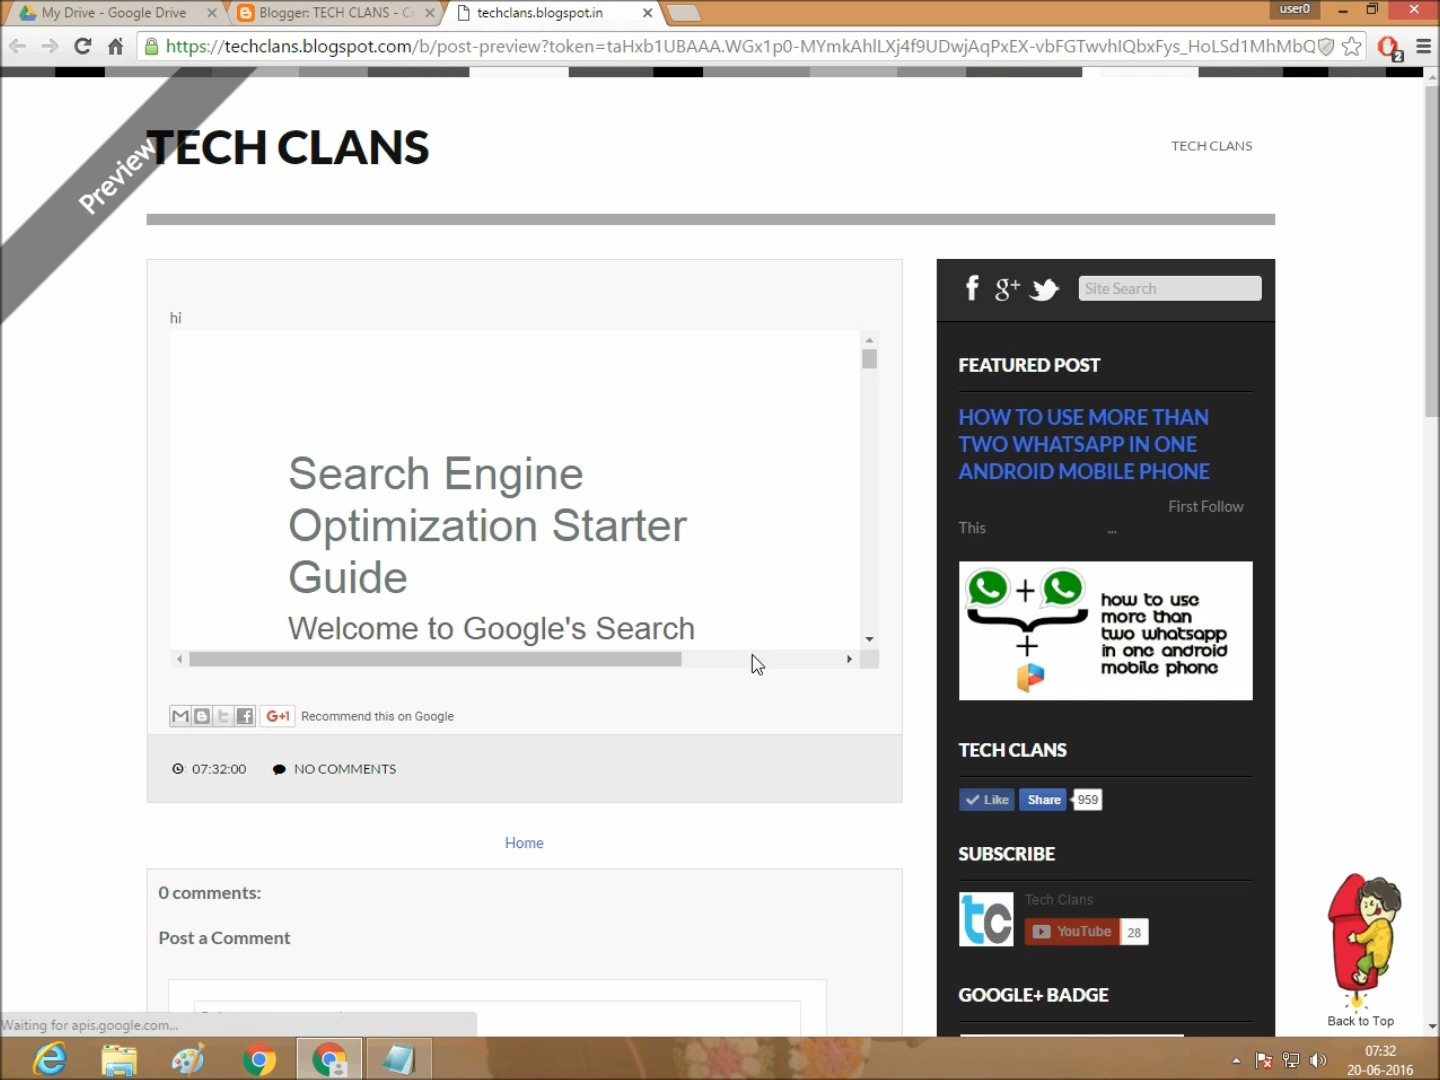 My Drive - Google Drive
Blogger: TECH CLANS - Cr
techclans.blogspot.in
user0
https://techclans.blogspot.com/b/post-preview?token=
2
Preview
TECH CLANS
TECH CLANS
Site Search
hi
Search Engine
Optimization Starter
Guide
Welcome to Google's Search
G+1 Recommend this on Google
07:32:00 NO COMMENTS
Home
0 comments:
Post a Comment
FEATURED POST
HOW TO USE MORE THAN
TWO WHATSAPP IN ONE
ANDROID MOBILE PHONE
First Follow
This ...
how to use
more than
two whatsapp
in one android
mobile phone
TECH CLANS
Like Share 959
SUBSCRIBE
tc
Tech Clans
YouTube 28
GOOGLE+ BADGE
Back to Top
Waiting for apis.google.com...
07:32
20-06-2016